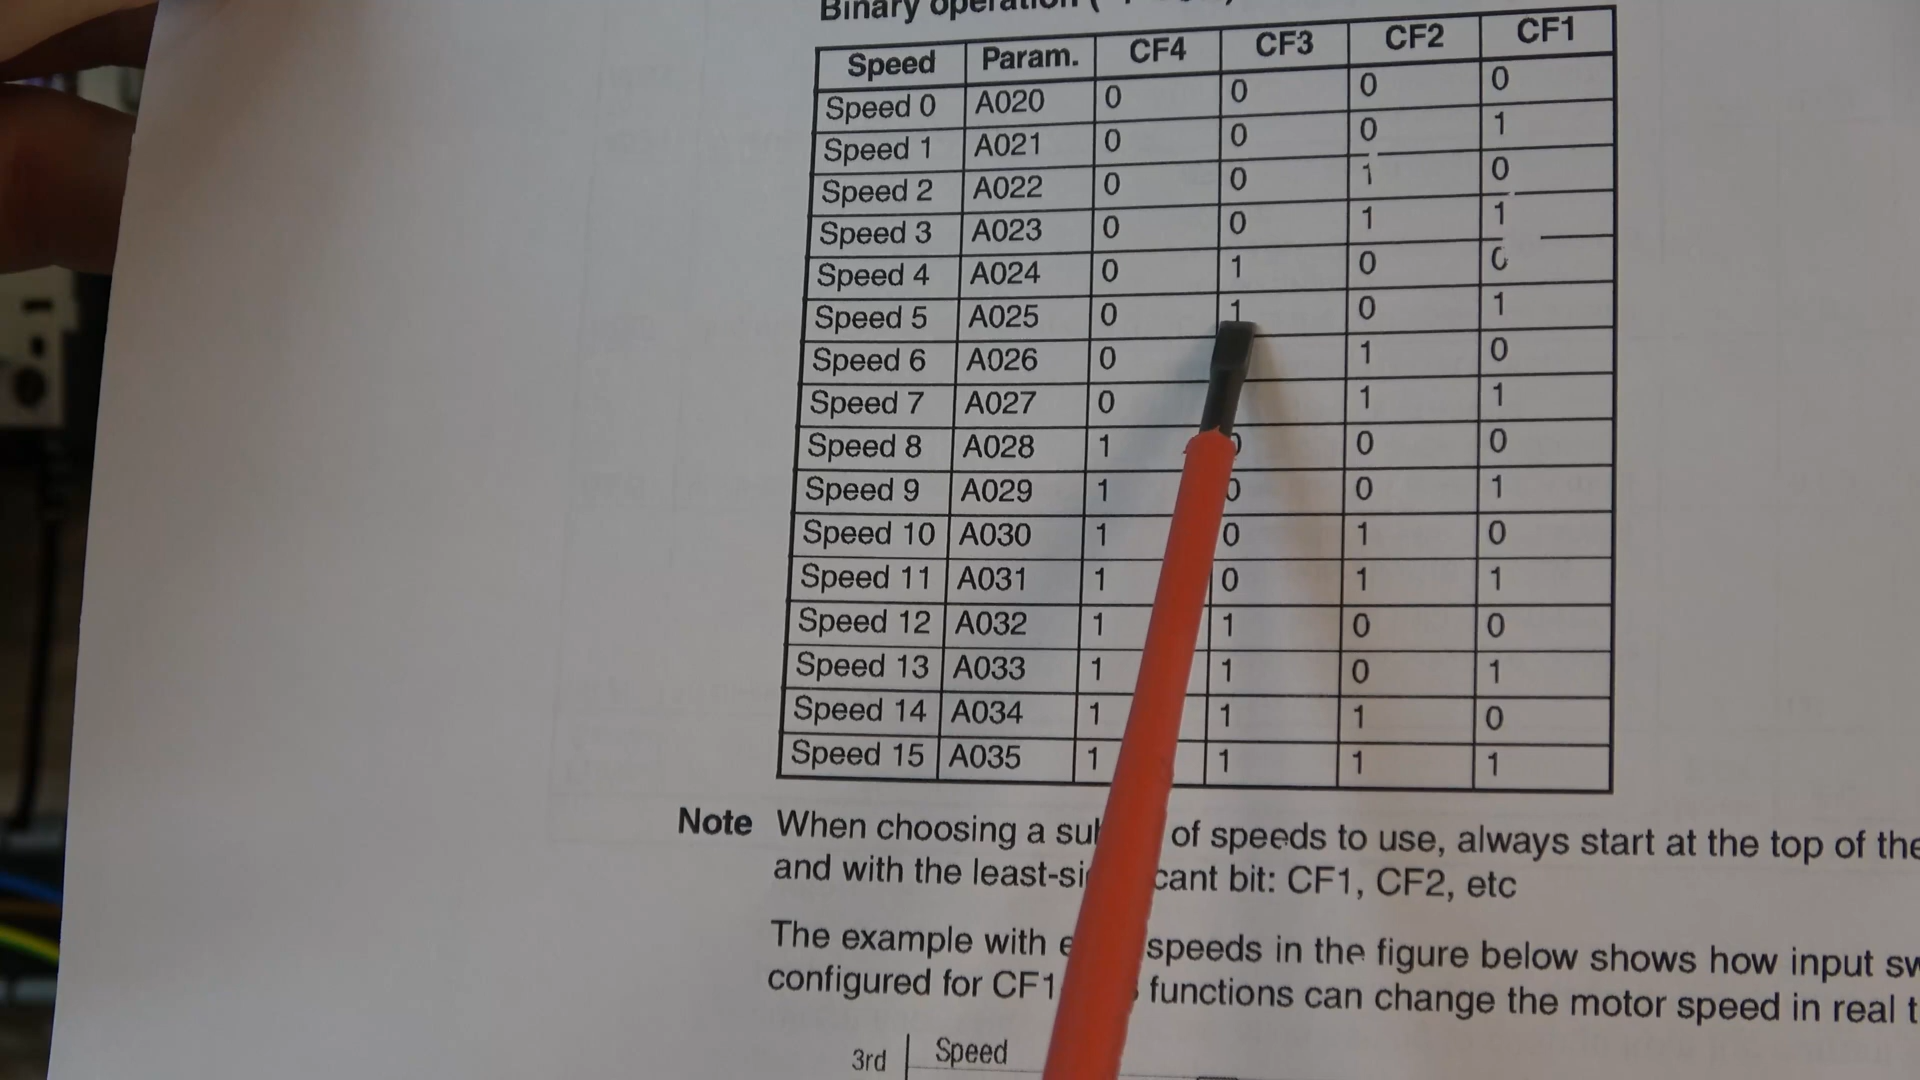 Binary operation (
Speed Param. CF4 CF3 CF2 CF1
Speed 0 A020 0 0 0 0
Speed 1 A021 0 0 0 1
Speed 2 A022 0 0 1 0
Speed 3 A023 0 0 1 1
Speed 4 A024 0 1 0 0
Speed 5 A025 0 1 0 1
Speed 6 A026 0 1 0
Speed 7 A027 0 1 1
Speed 8 A028 1 0 0 0
Speed 9 A029 1 0 0 1
Speed 10 A030 1 0 1 0
Speed 11 A031 1 0 1 1
Speed 12 A032 1 1 0 0
Speed 13 A033 1 1 0 1
Speed 14 A034 1 1 1 0
Speed 15 A035 1 1 1 1
Note When choosing a of speeds to use, always start at the top of the
and with the least- bit: CF1, CF2, etc
The example with speeds in the figure below shows how input sw
configured for CF1 functions can change the motor speed in real t
3rd Speed